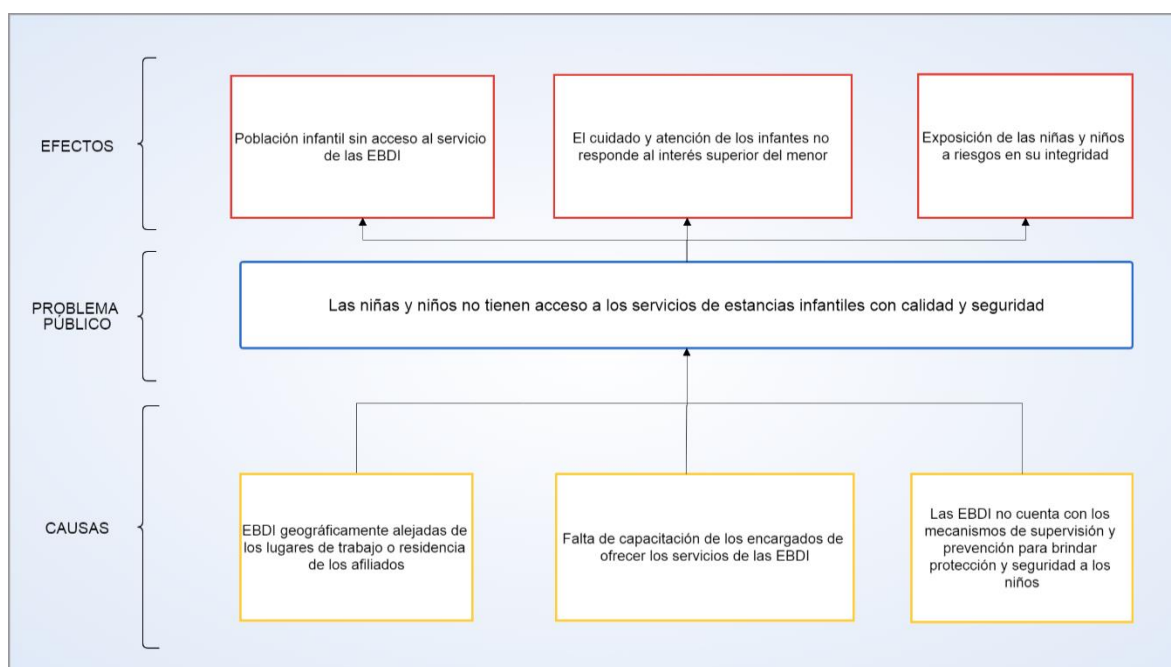 EFECTOS
Población infantil sin acceso al servicio
de las EBDI
El cuidado y atención de los infantes no
responde al interés superior del menor
Exposición de las niñas y niños
a riesgos en su integridad
PROBLEMA
PÚBLICO
Las niñas y niños no tienen acceso a los servicios de estancias infantiles con calidad y seguridad
CAUSAS
EBDI geográficamente alejadas de
los lugares de trabajo o residencia
de los afiliados
Falta de capacitación de los encargados de
ofrecer los servicios de las EBDI
Las EBDI no cuenta con los
mecanismos de supervisión y
prevención para brindar
protección y seguridad a los
niños